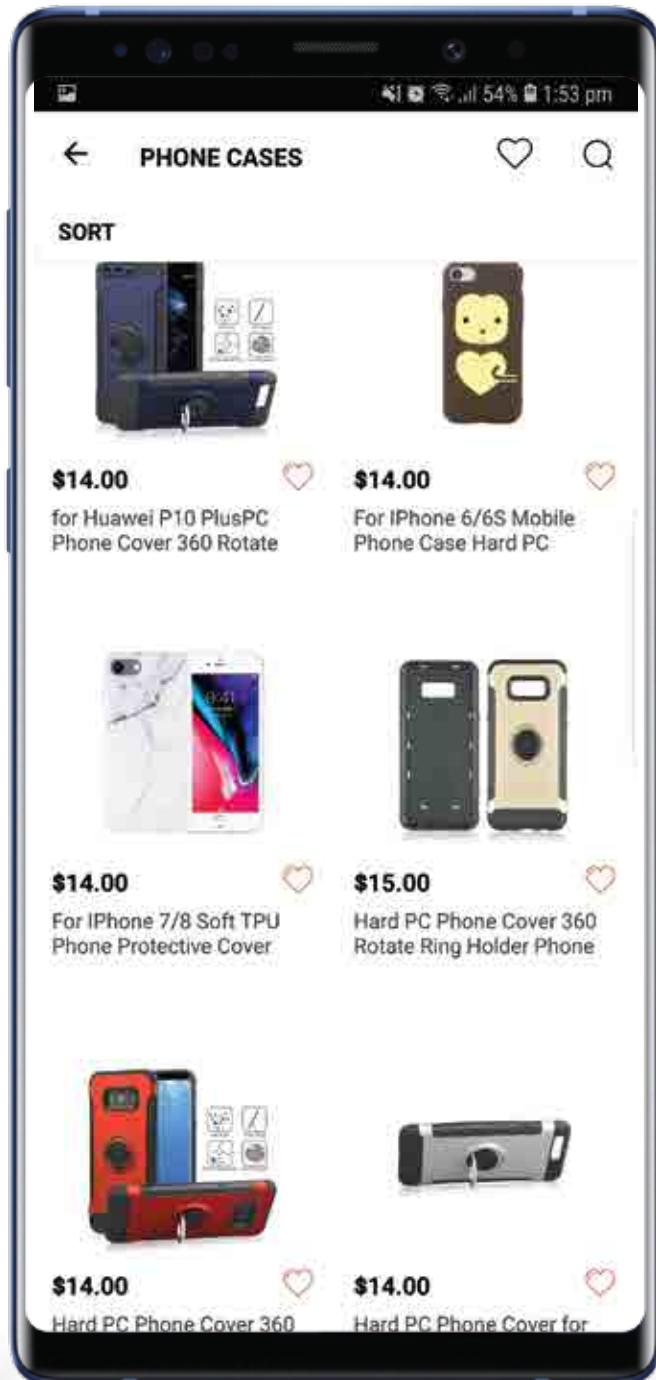 54% 1:53 pm
PHONE CASES
SORT
$14.00
for Huawei P10 PlusPC
Phone Cover 360 Rotate
$14.00
For IPhone 6/6S Mobile
Phone Case Hard PC
9:41
$14.00
For IPhone 7/8 Soft TPU
Phone Protective Cover
$15.00
Hard PC Phone Cover 360
Rotate Ring Holder Phone
$14.00
Hard PC Phone Cover 360
$14.00
Hard PC Phone Cover for